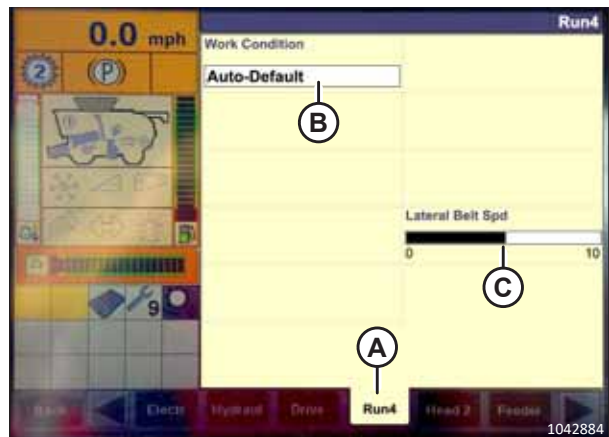 Run4
0.0 mph
Work Condition
2
(P)
Auto-Default
B
Lateral Belt Spd
0
10
C
9
A
Back
Electr
Hydraul
Drive
Run4
Head 2
Feeder
1042884